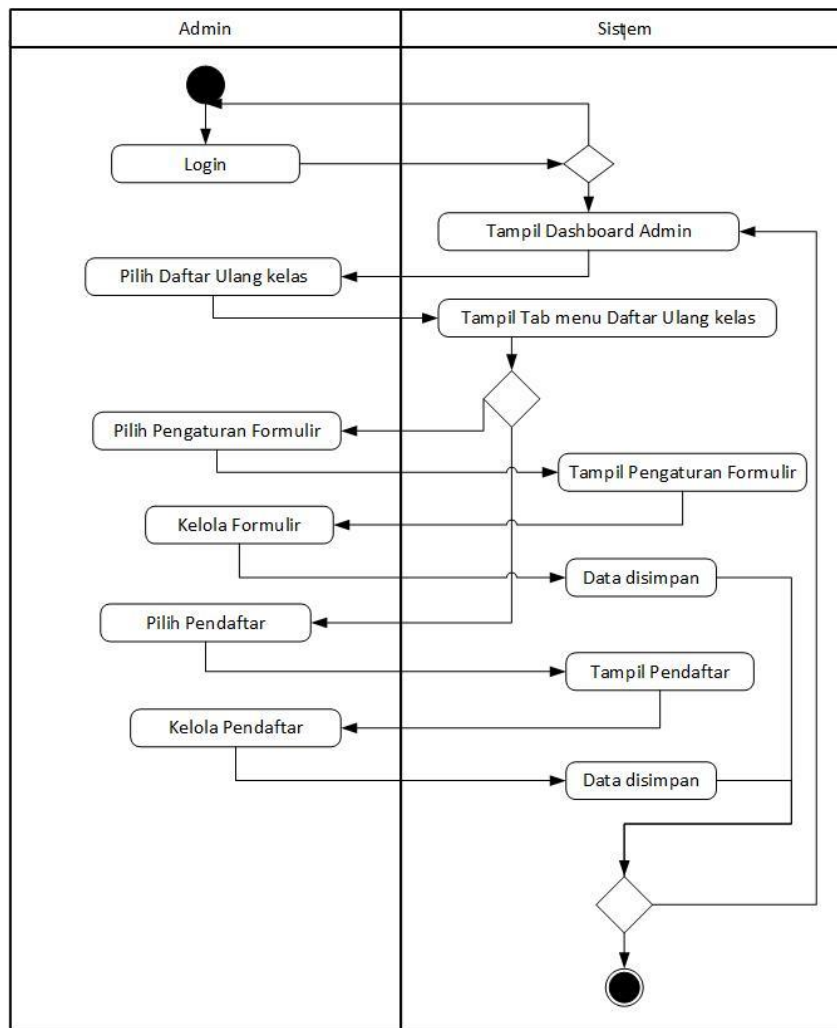 Admin
Sistem
Login
Tampil Dashboard Admin
Pilih Daftar Ulang kelas
Tampil Tab menu Daftar Ulang kelas
Pilih Pengaturan Formulir
Tampil Pengaturan Formulir
Kelola Formulir
Data disimpan
Pilih Pendaftar
Tampil Pendaftar
Kelola Pendaftar
Data disimpan